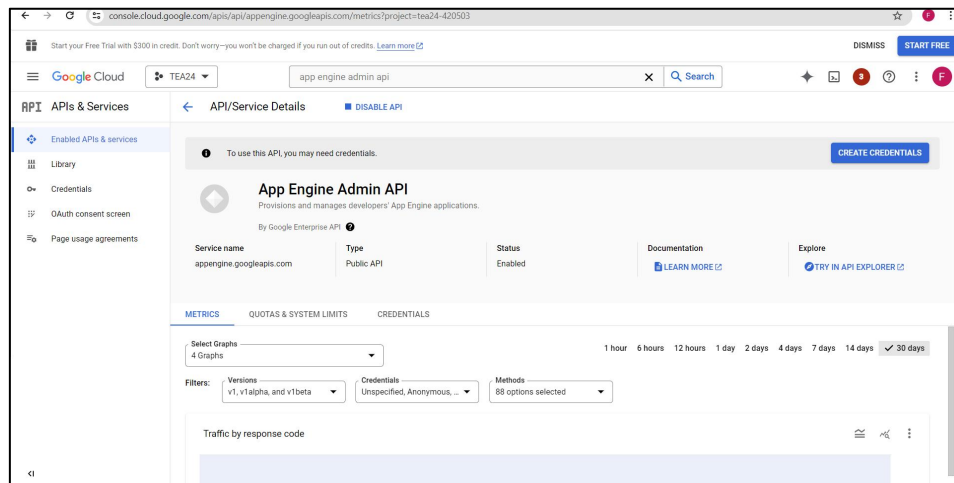 console.cloud.google.com/apis/api/appengine.googleapis.com/metrics?project=tea24-420503
F
Start your Free Trial with $300 in credit. Don't worry—you won't be charged if you run out of credits. Learn more
DISMISS
START FREE
Google Cloud
TEA24
app engine admin api
Search
3
F
API APIs & Services
API/Service Details
DISABLE API
Enabled APIs & services
Library
Credentials
OAuth consent screen
Page usage agreements
To use this API, you may need credentials.
CREATE CREDENTIALS
App Engine Admin API
Provisions and manages developers' App Engine applications.
By Google Enterprise API
Service name
appengine.googleapis.com
Type
Public API
Status
Enabled
Documentation
LEARN MORE
Explore
TRY IN API EXPLORER
METRICS QUOTAS & SYSTEM LIMITS CREDENTIALS
Select Graphs
4 Graphs
1 hour 6 hours 12 hours 1 day 2 days 4 days 7 days 14 days 30 days
Filters:
Versions
v1, v1alpha, and v1beta
Credentials
Unspecified, Anonymous, ...
Methods
88 options selected
Traffic by response code